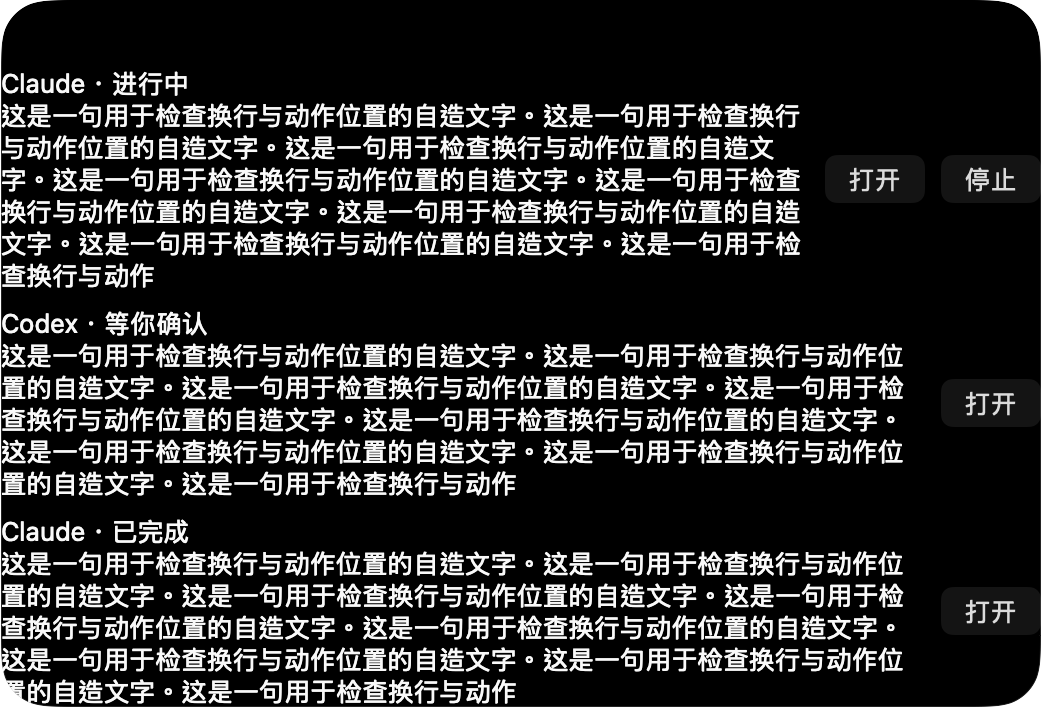 Claude · 进行中
这是一句用于检查换行与动作位置的自造文字。这是一句用于检查换行
与动作位置的自造文字。这是一句用于检查换行与动作位置的自造文
字。这是一句用于检查换行与动作位置的自造文字。这是一句用于检查
换行与动作位置的自造文字。这是一句用于检查换行与动作位置的自造
文字。这是一句用于检查换行与动作位置的自造文字。这是一句用于检
查换行与动作
打开
停止
Codex · 等你确认
这是一句用于检查换行与动作位置的自造文字。这是一句用于检查换行与动作位
置的自造文字。这是一句用于检查换行与动作位置的自造文字。这是一句用于检
查换行与动作位置的自造文字。这是一句用于检查换行与动作位置的自造文字。
这是一句用于检查换行与动作位置的自造文字。这是一句用于检查换行与动作位
置的自造文字。这是一句用于检查换行与动作
打开
Claude · 已完成
这是一句用于检查换行与动作位置的自造文字。这是一句用于检查换行与动作位
置的自造文字。这是一句用于检查换行与动作位置的自造文字。这是一句用于检
查换行与动作位置的自造文字。这是一句用于检查换行与动作位置的自造文字。
这是一句用于检查换行与动作位置的自造文字。这是一句用于检查换行与动作位
置的自造文字。这是一句用于检查换行与动作
打开